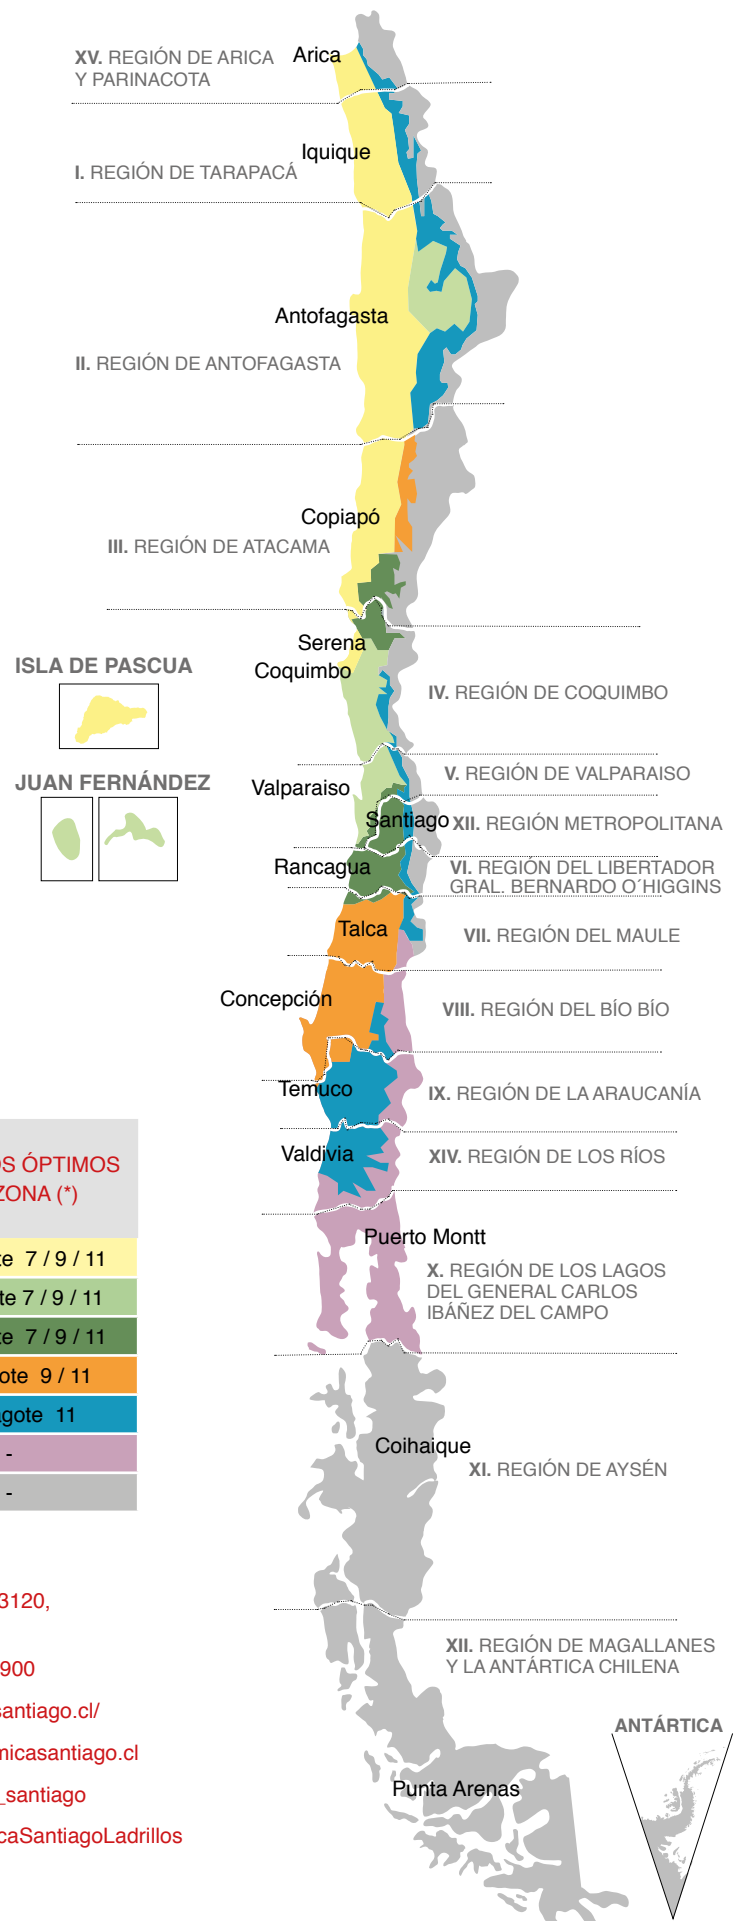 XV. REGIÓN DE ARICA
Y PARINACOTA
Arica
Iquique
I. REGIÓN DE TARAPACÁ
Antofagasta
II. REGIÓN DE ANTOFAGASTA
Copiapó
III. REGIÓN DE ATACAMA
Serena
Coquimbo
ISLA DE PASCUA
IV. REGIÓN DE COQUIMBO
JUAN FERNÁNDEZ
V. REGIÓN DE VALPARAISO
Valparaiso
Santiago
XII. REGIÓN METROPOLITANA
Rancagua
VI. REGIÓN DEL LIBERTADOR
GRAL. BERNARDO O´HIGGINS
Talca
VII. REGIÓN DEL MAULE
Concepción
VIII. REGIÓN DEL BÍO BÍO
Temuco
IX. REGIÓN DE LA ARAUCANÍA
Valdivia
XIV. REGIÓN DE LOS RÍOS
Puerto Montt
X. REGIÓN DE LOS LAGOS
DEL GENERAL CARLOS
IBÁÑEZ DEL CAMPO
OS ÓPTIMOS
ZONA (*)
te 7 / 9 / 11
te 7 / 9 / 11
te 7 / 9 / 11
ote 9 / 11
gote 11
-
-
Coihaique
XI. REGIÓN DE AYSÉN
3120,
900
santiago.cl/
micasantiago.cl
_santiago
caSantiagoLadrillos
XII. REGIÓN DE MAGALLANES
Y LA ANTÁRTICA CHILENA
ANTÁRTICA
Punta Arenas